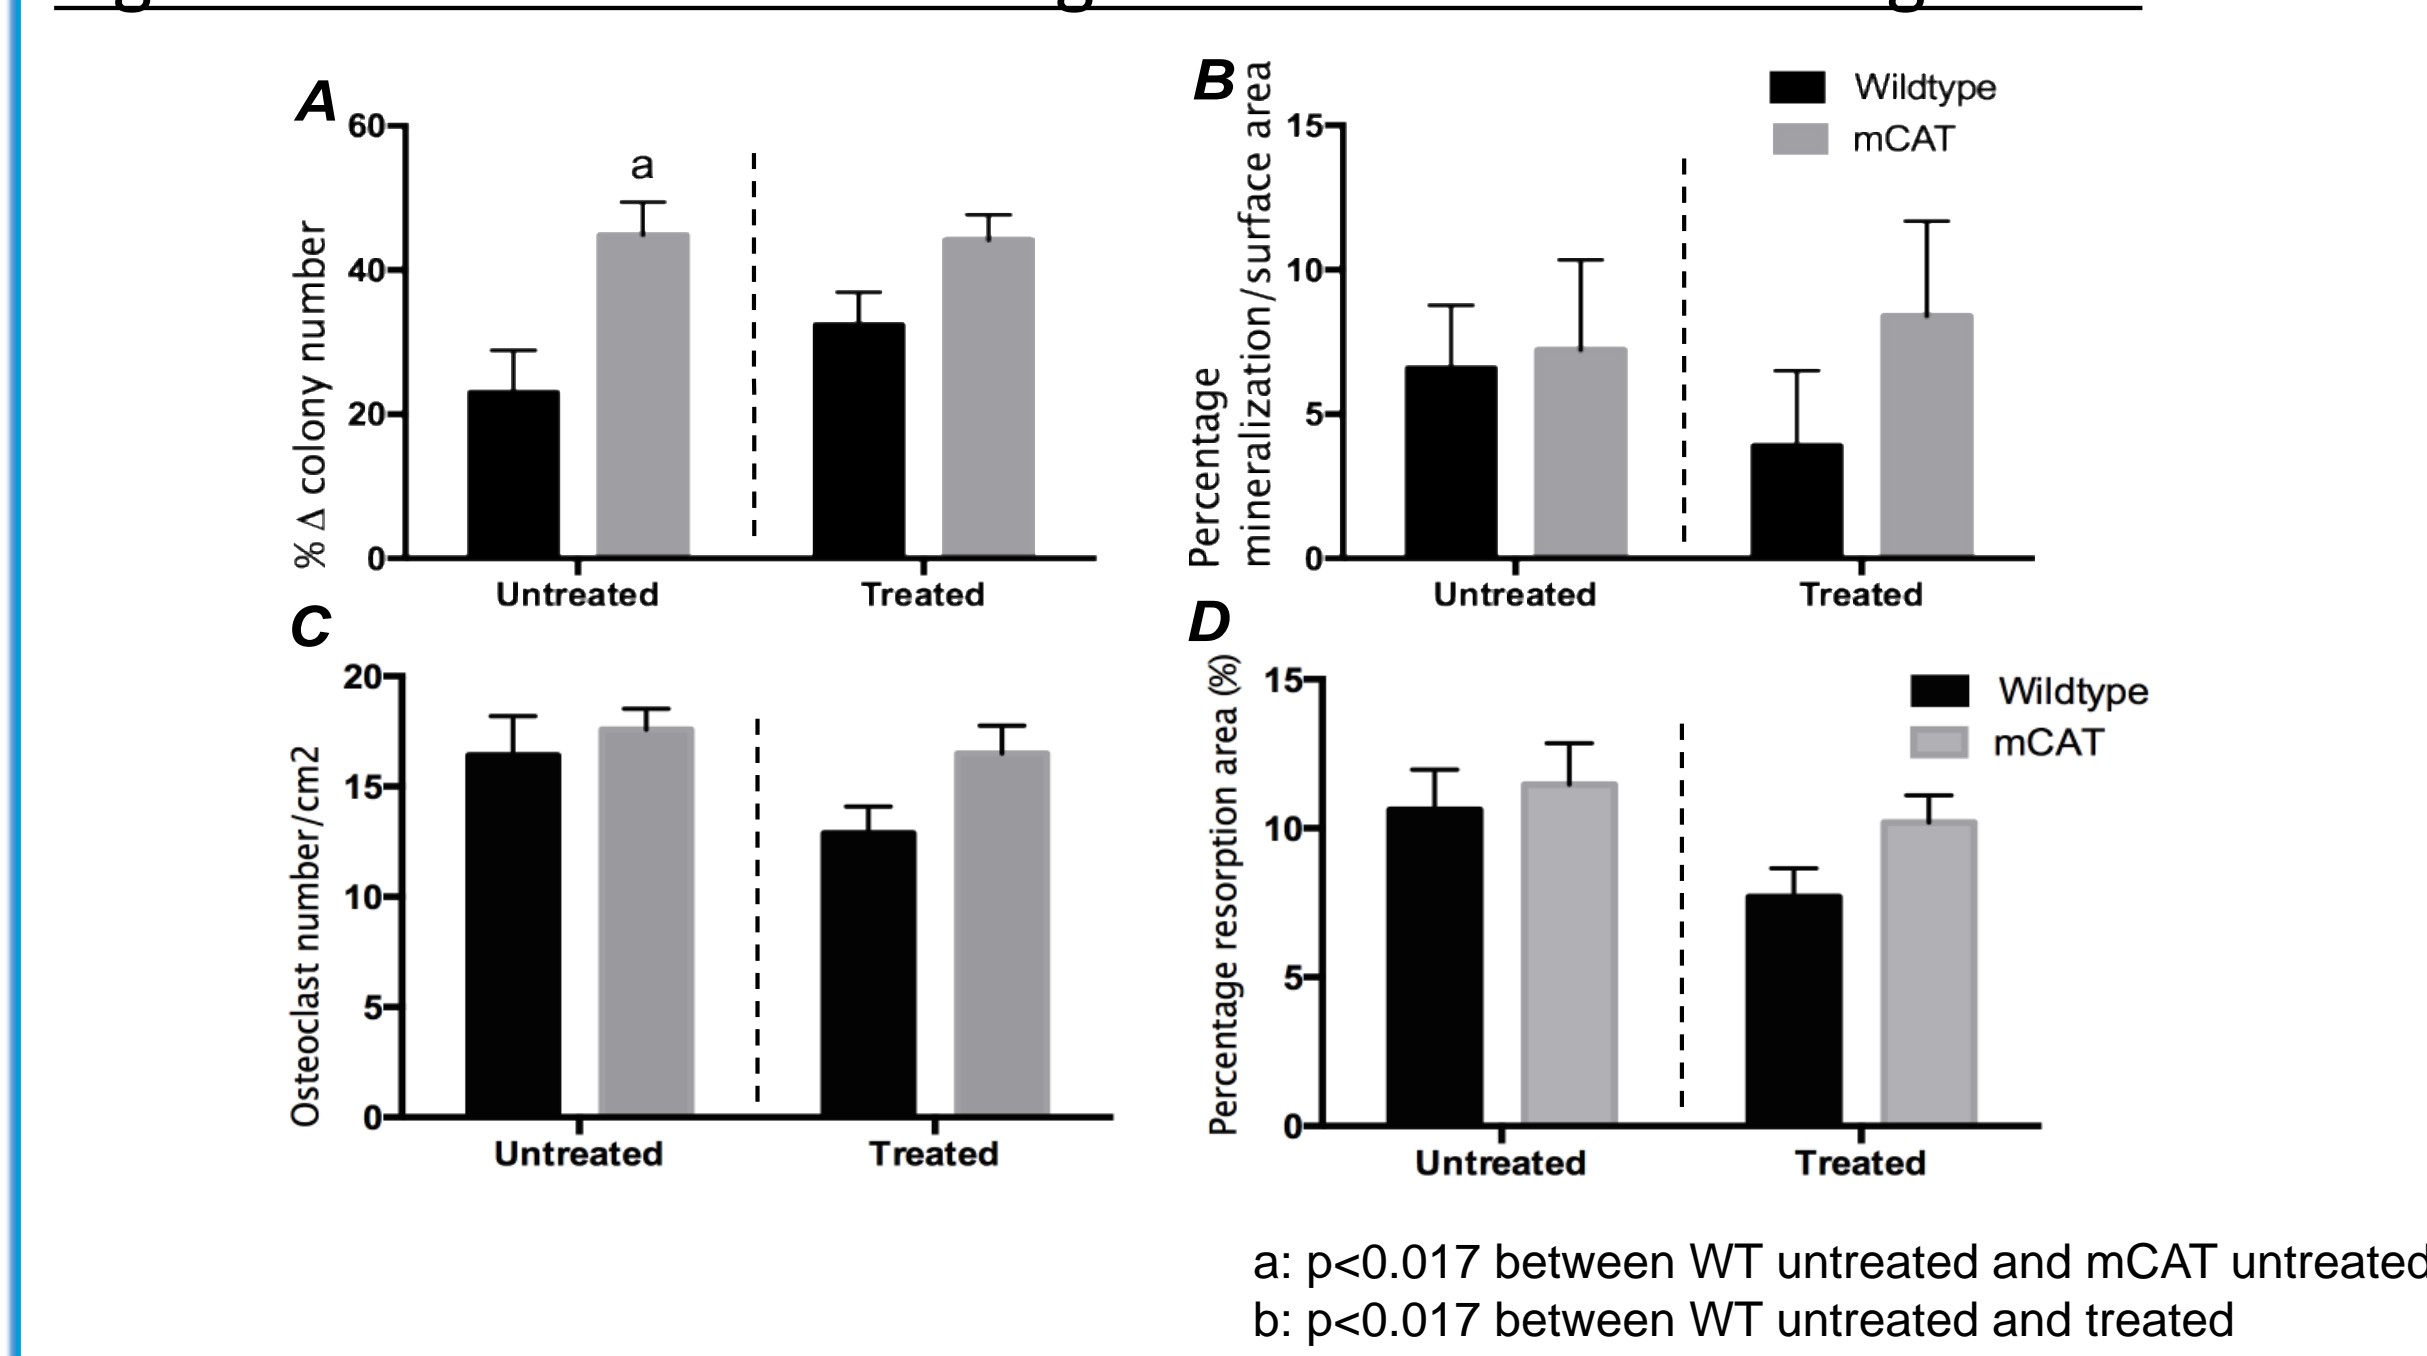 A
60
40
20
0
% Δ colony number
a
Untreated
Treated
B
15
10
5
0
Percentage
mineralization/surface area
Wildtype
mCAT
Untreated
Treated
C
20
15
10
5
0
Osteoclast number/cm2
Untreated
Treated
D
15
10
5
0
Percentage resorption area (%)
Wildtype
mCAT
Untreated
Treated
a: p<0.017 between WT untreated and mCAT untreated
b: p<0.017 between WT untreated and treated